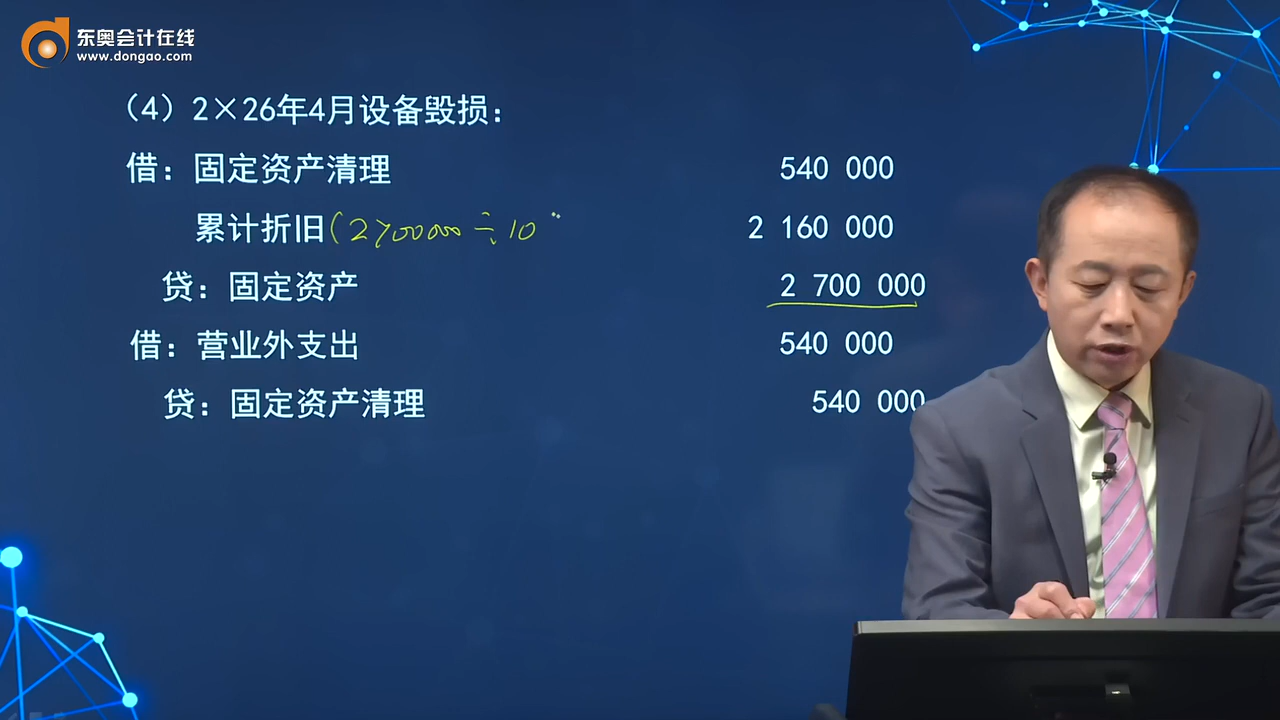 东奥会计在线
www.dongao.com
（4）2×26年4月设备毁损：
借：固定资产清理 540 000
累计折旧(2700000÷10 2 160 000
贷：固定资产 2 700 000
借：营业外支出 540 000
贷：固定资产清理 540 000